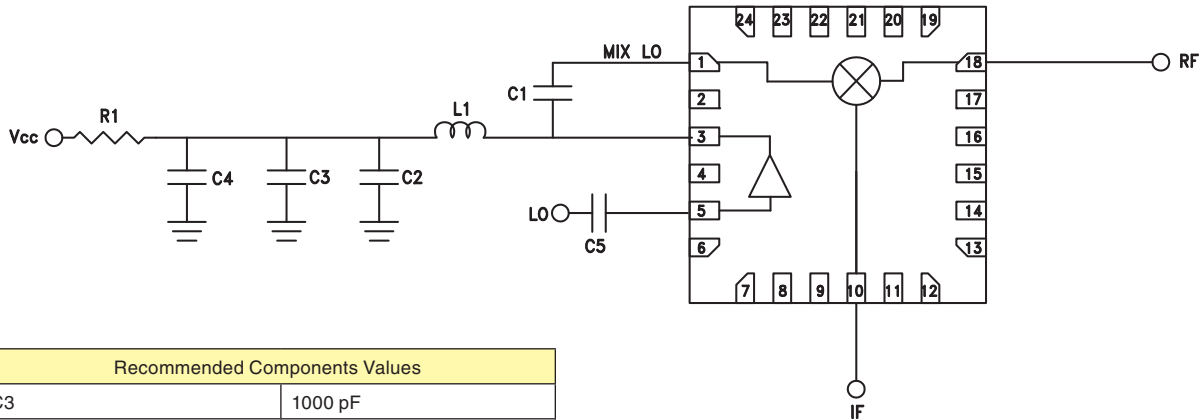 24 23 22 21 20 19
MIX LO
1
18
RF
C1
2
17
R1
L1
Vcc
3
16
C4
C3
C2
4
15
LO
5
14
C5
6
13
7 8 9 10 11 12
IF
Recommended Components Values
C3 1000 pF